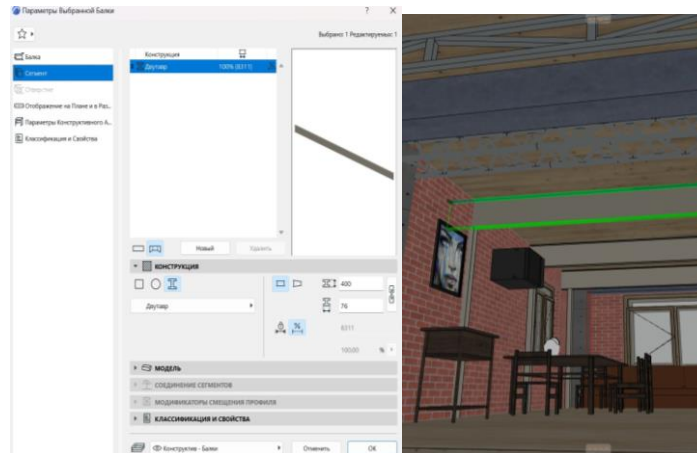 Параметры Выбранной Балки
? X
Выбрано: 1 Редактируемых: 1
Балка
Сегмент
Отверстие
Отображение на Плане и в Раз...
Параметры Конструктивного А...
Классификация и Свойства
Конструкция
Двутавр 100% (8311)
Новый Удалить
КОНСТРУКЦИЯ
400
Двутавр
76
8311
100,00 %
МОДЕЛЬ
СОЕДИНЕНИЕ СЕГМЕНТОВ
МОДИФИКАТОРЫ СМЕЩЕНИЯ ПРОФИЛЯ
КЛАССИФИКАЦИЯ И СВОЙСТВА
Конструктив - Балки
Отменить OK